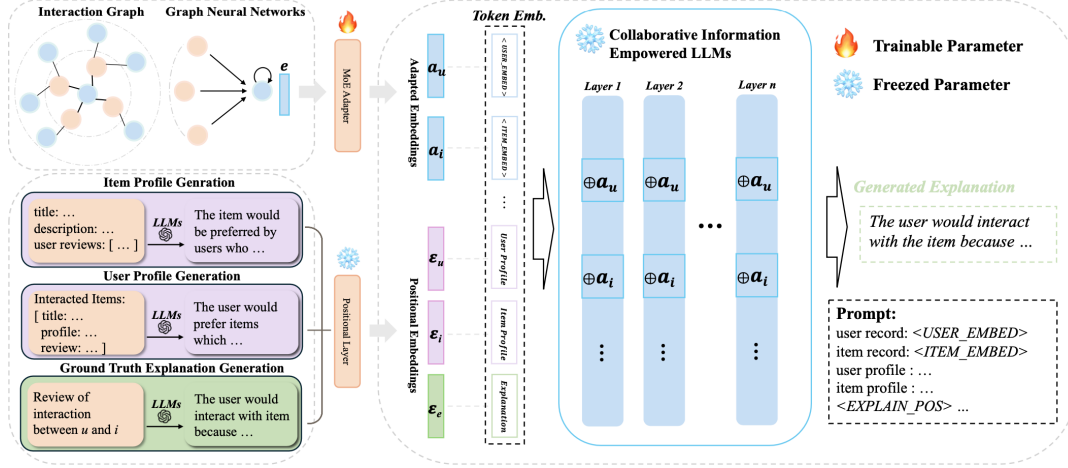 Interaction Graph
Graph Neural Networks
e
MoE Adapter
Item Profile Genration
title: …
description: …
user reviews: [ … ]
LLMs
The item would
be preferred by
users who …
User Profile Generation
Interacted Items:
[ title: …
profile: …
review: … ]
LLMs
The user would
prefer items
which …
Ground Truth Explanation Generation
Review of
interaction
between u and i
LLMs
The user would
interact with item
because …
Positional Layer
Adapted Embeddings
Positional Embeddings
a_u
a_i
ε_u
ε_i
ε_e
Token Emb.
<USER_EMBED>
<ITEM_EMBED>
…
User Profile
Item Profile
Explanation
Collaborative Information
Empowered LLMs
Layer 1
Layer 2
Layer n
⊕a_u
⊕a_u
⊕a_u
…
⊕a_i
⊕a_i
⊕a_i
⋮
⋮
⋮
Trainable Parameter
Freezed Parameter
Generated Explanation
The user would interact
with the item because …
Prompt:
user record: <USER_EMBED>
item record: <ITEM_EMBED>
user profile : …
item profile : …
<EXPLAIN_POS> …